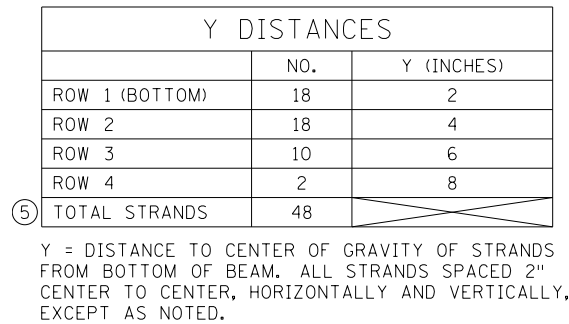 Y DISTANCES
NO. Y (INCHES)
ROW 1 (BOTTOM) 18 2
ROW 2 18 4
ROW 3 10 6
ROW 4 2 8
5 TOTAL STRANDS 48
Y = DISTANCE TO CENTER OF GRAVITY OF STRANDS
FROM BOTTOM OF BEAM. ALL STRANDS SPACED 2"
CENTER TO CENTER, HORIZONTALLY AND VERTICALLY,
EXCEPT AS NOTED.